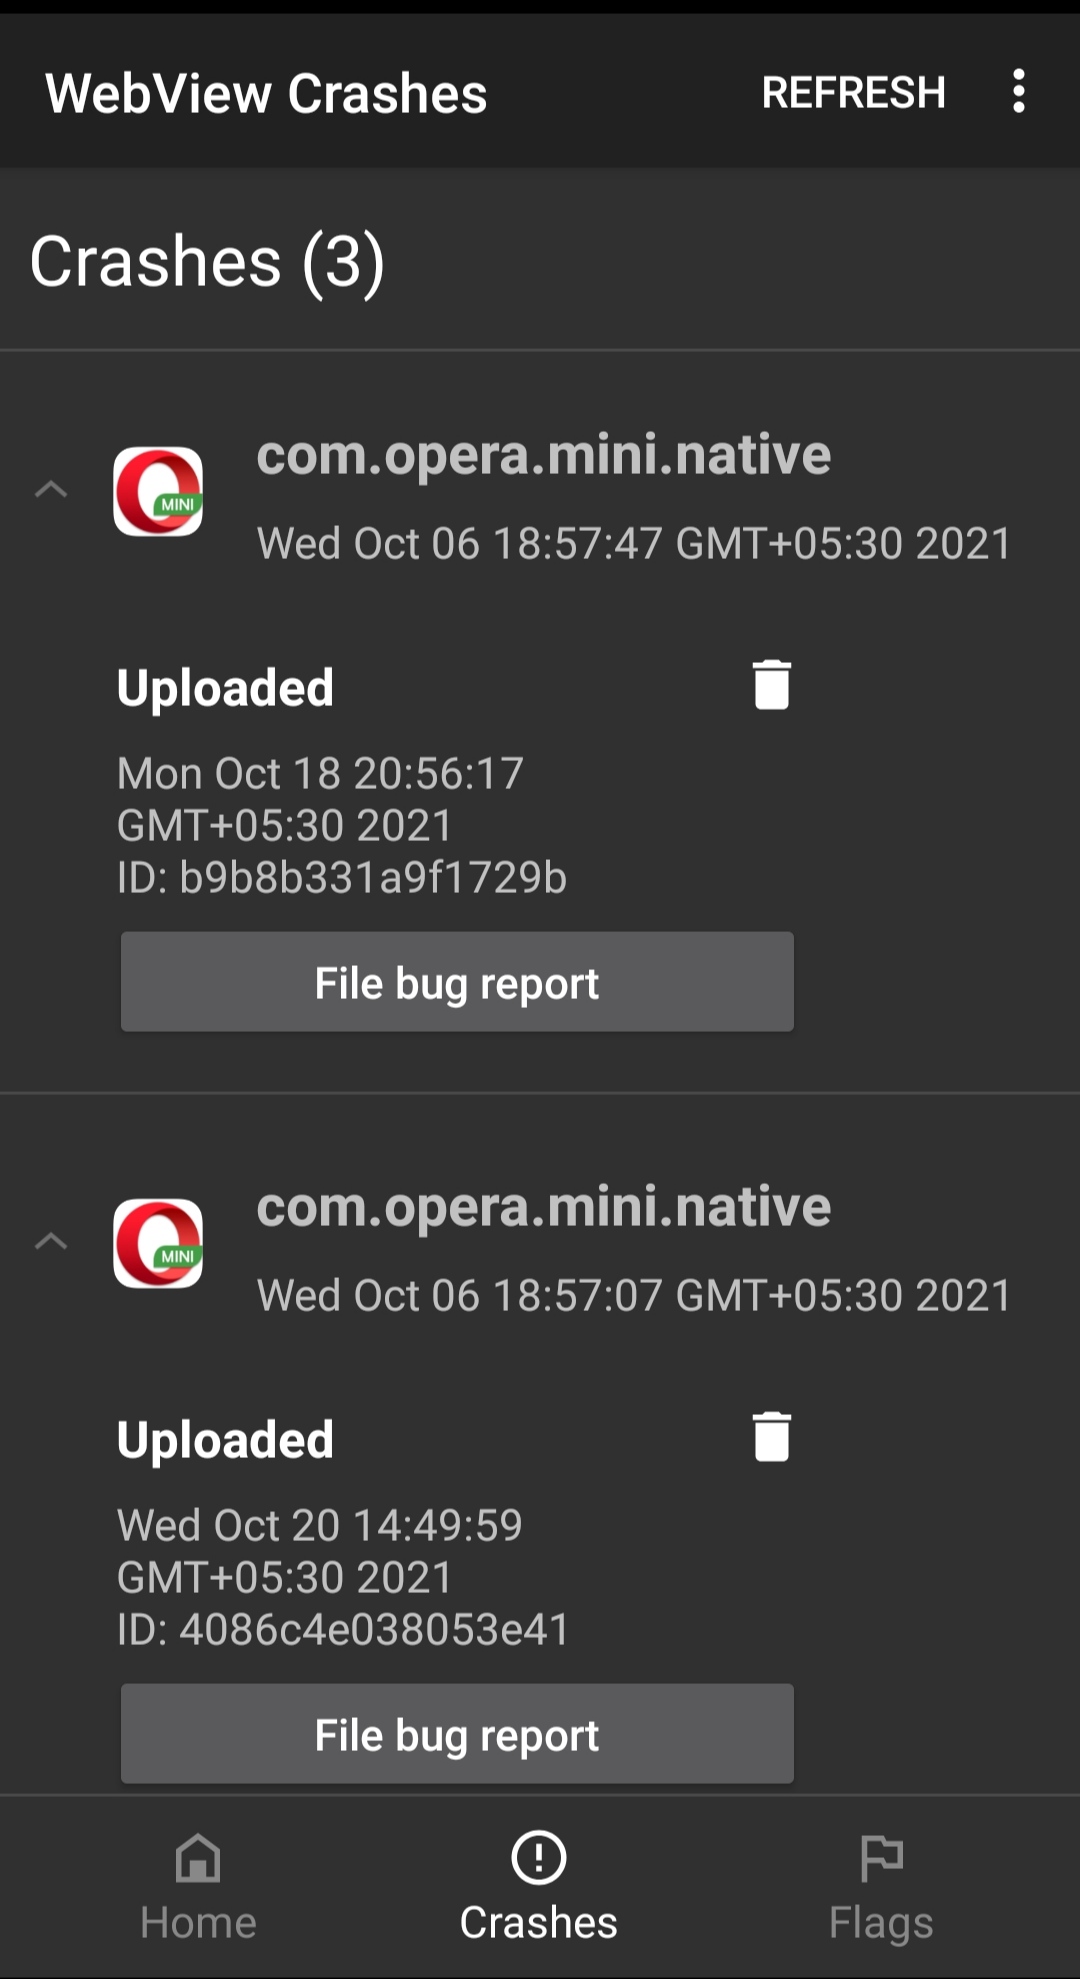 WebView Crashes
REFRESH
Crashes (3)
com.opera.mini.native
MINI
Wed Oct 06 18:57:47 GMT+05:30 2021
Uploaded
Mon Oct 18 20:56:17
GMT+05:30 2021
ID: b9b8b331a9f1729b
File bug report
com.opera.mini.native
MINI
Wed Oct 06 18:57:07 GMT+05:30 2021
Uploaded
Wed Oct 20 14:49:59
GMT+05:30 2021
ID: 4086c4e038053e41
File bug report
Home
Crashes
Flags